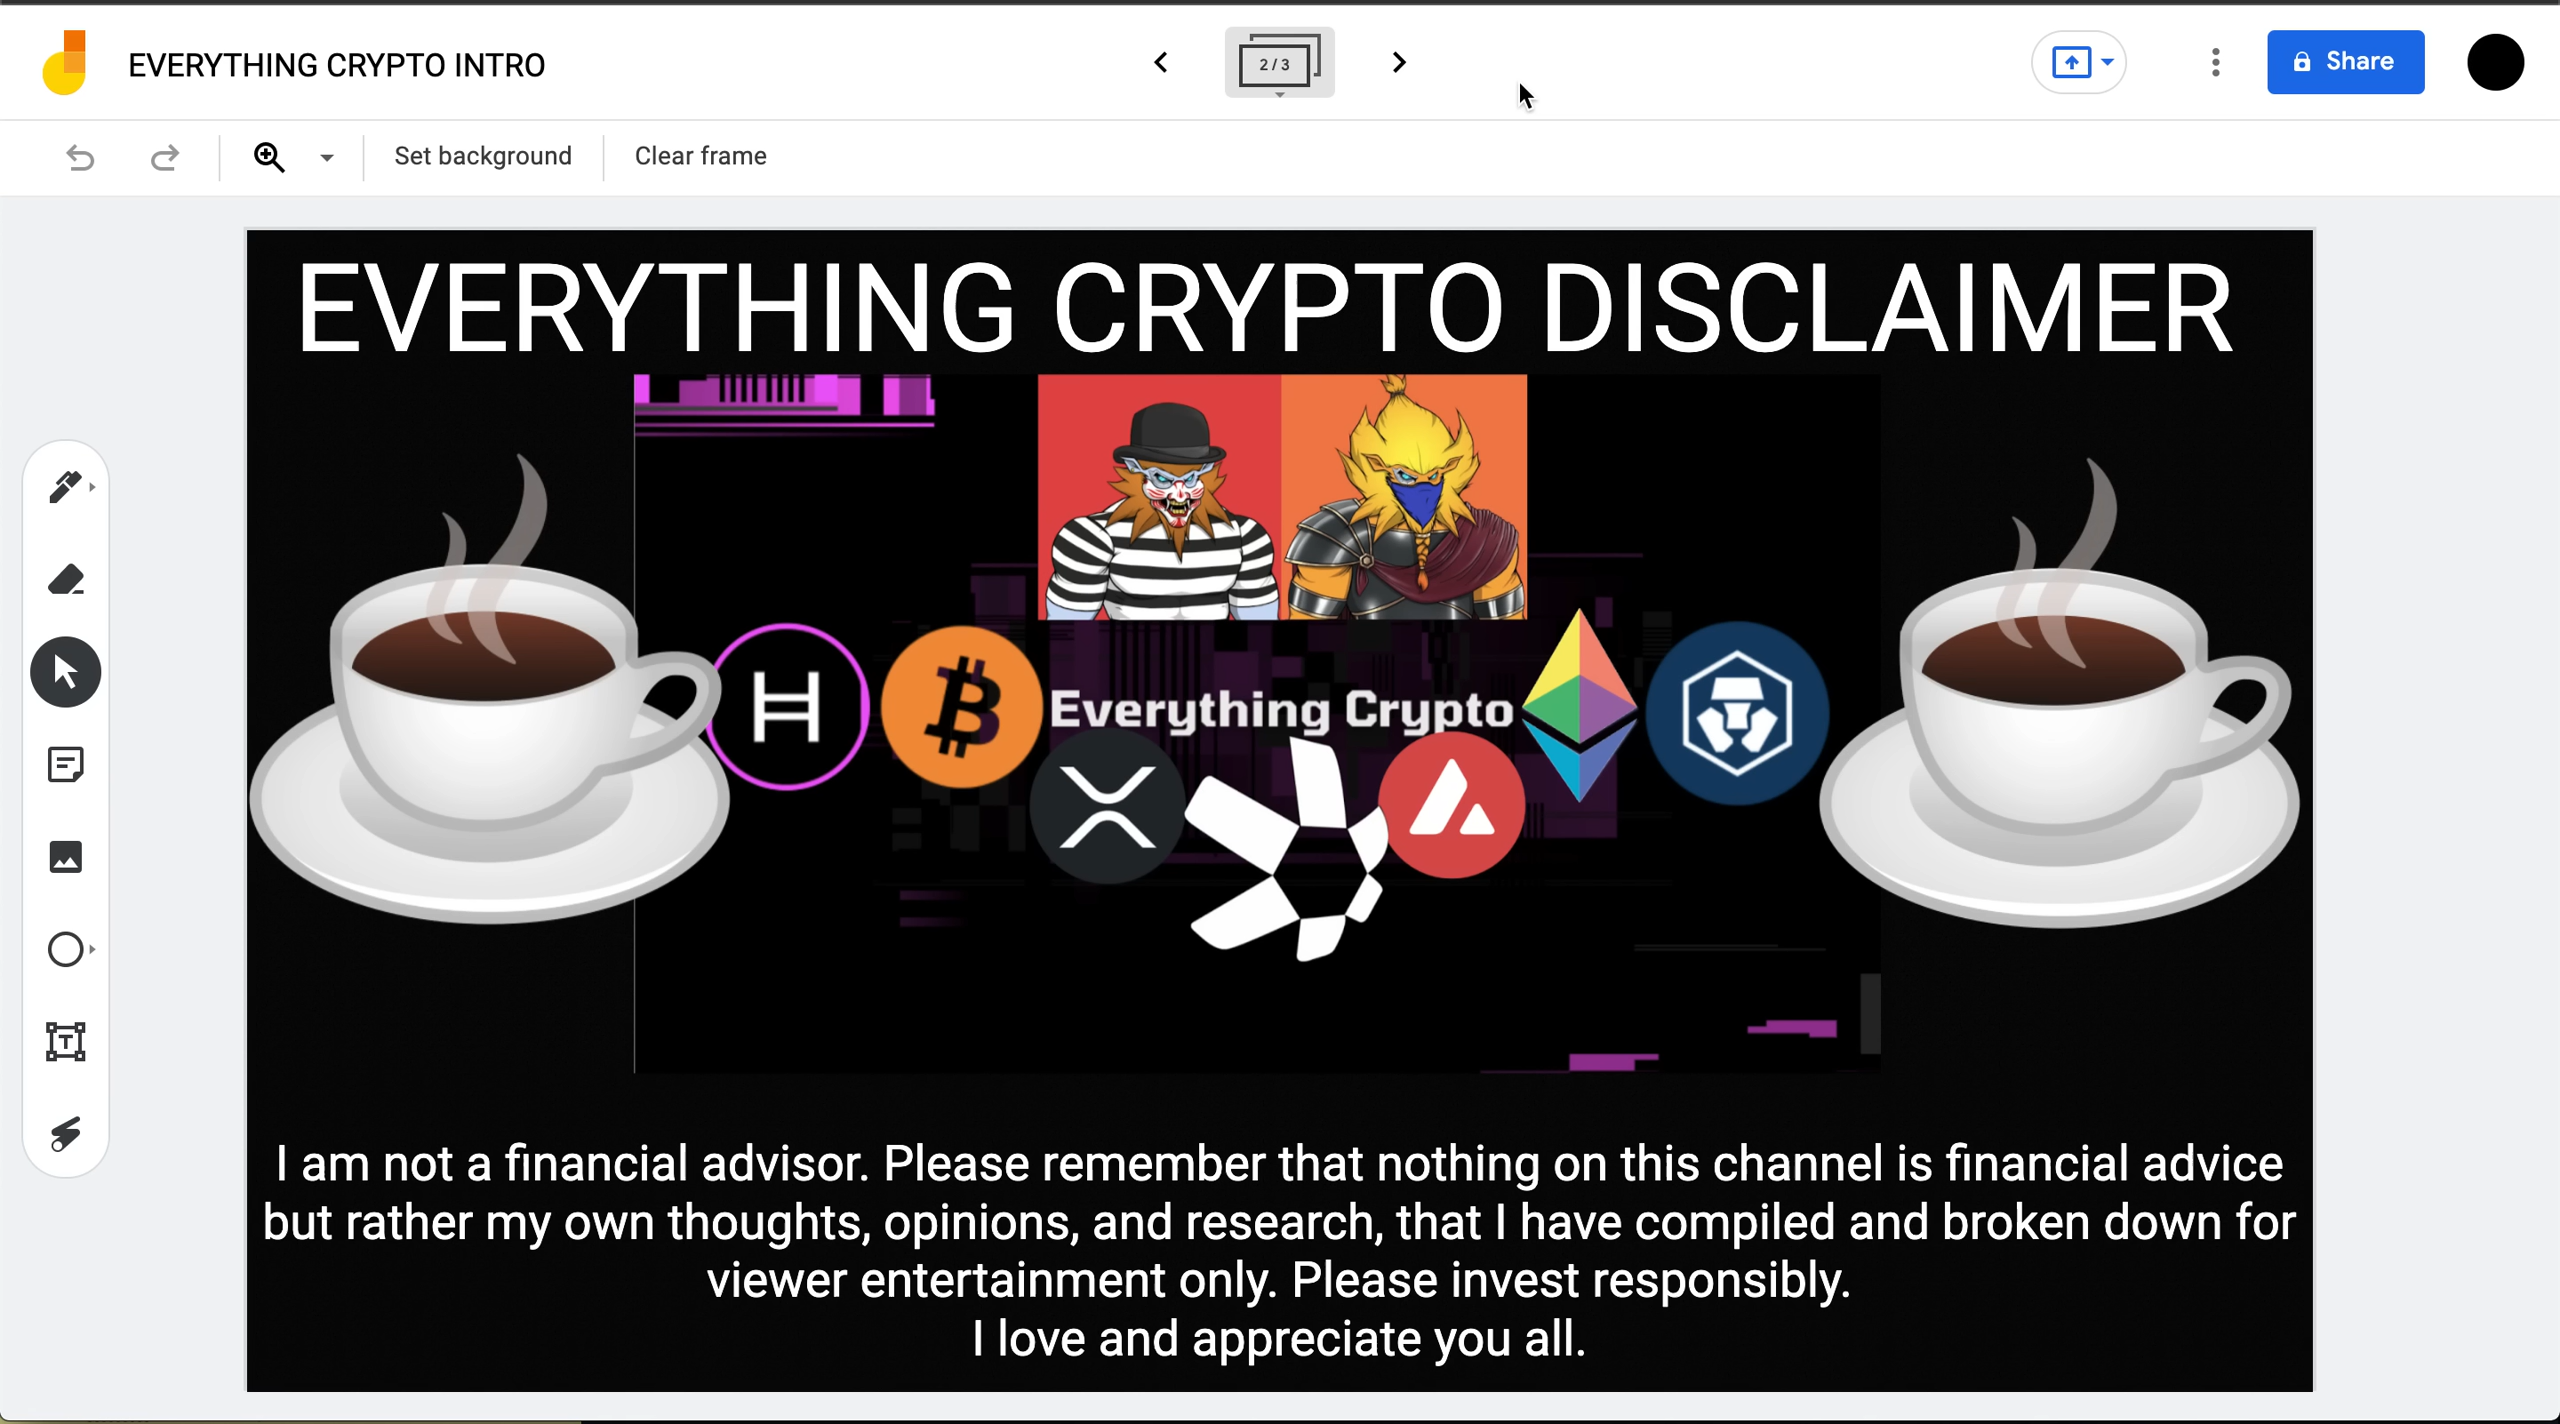 EVERYTHING CRYPTO INTRO
2 / 3
Share
Set background
Clear frame
EVERYTHING CRYPTO DISCLAIMER
Everything Crypto
I am not a financial advisor. Please remember that nothing on this channel is financial advice
but rather my own thoughts, opinions, and research, that I have compiled and broken down for
viewer entertainment only. Please invest responsibly.
I love and appreciate you all.